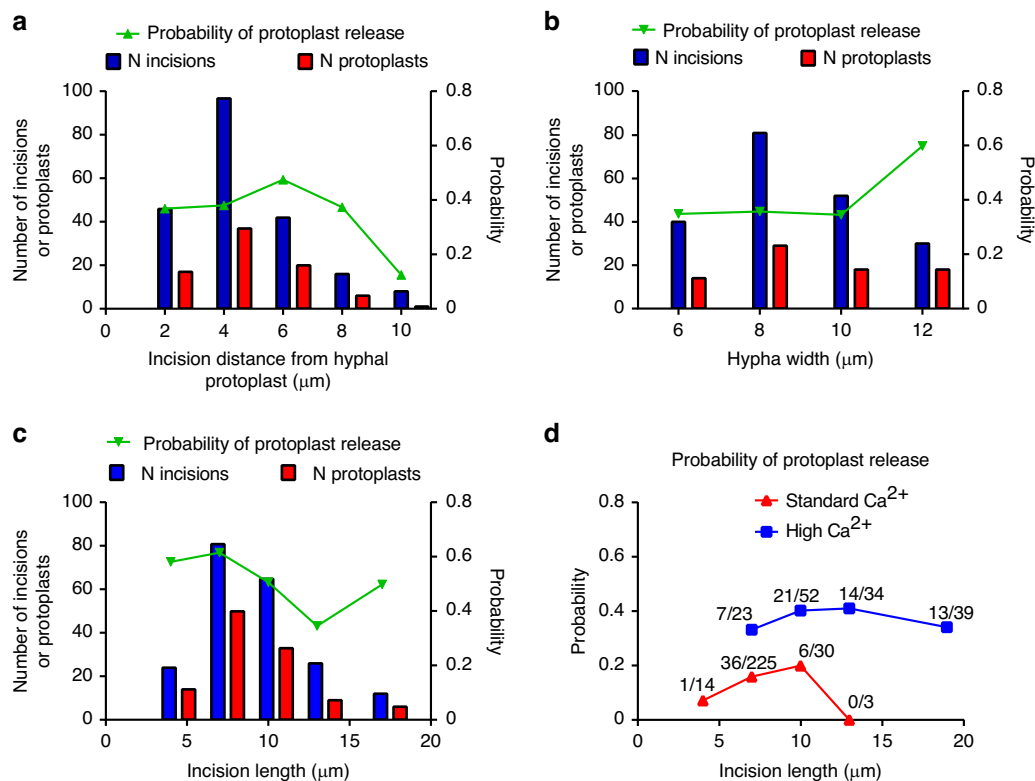 a
Probability of protoplast release
N incisions
N protoplasts
Number of incisions
or protoplasts
100
80
60
40
20
0
0.8
0.6
0.4
0.2
0
Probability
0
2
4
6
8
10
Incision distance from hyphal
protoplast (μm)
b
Probability of protoplast release
N incisions
N protoplasts
Number of incisions
or protoplasts
100
80
60
40
20
0
0.8
0.6
0.4
0.2
0
Probability
6
8
10
12
Hypha width (μm)
c
Probability of protoplast release
N incisions
N protoplasts
Number of incisions
or protoplasts
100
80
60
40
20
0
0.8
0.6
0.4
0.2
0
Probability
0
5
10
15
20
Incision length (μm)
d
Probability of protoplast release
Standard Ca2+
High Ca2+
Probability
0.8
0.6
0.4
0.2
0
7/23
21/52
14/34
13/39
1/14
36/225
6/30
0/3
0
5
10
15
20
Incision length (μm)